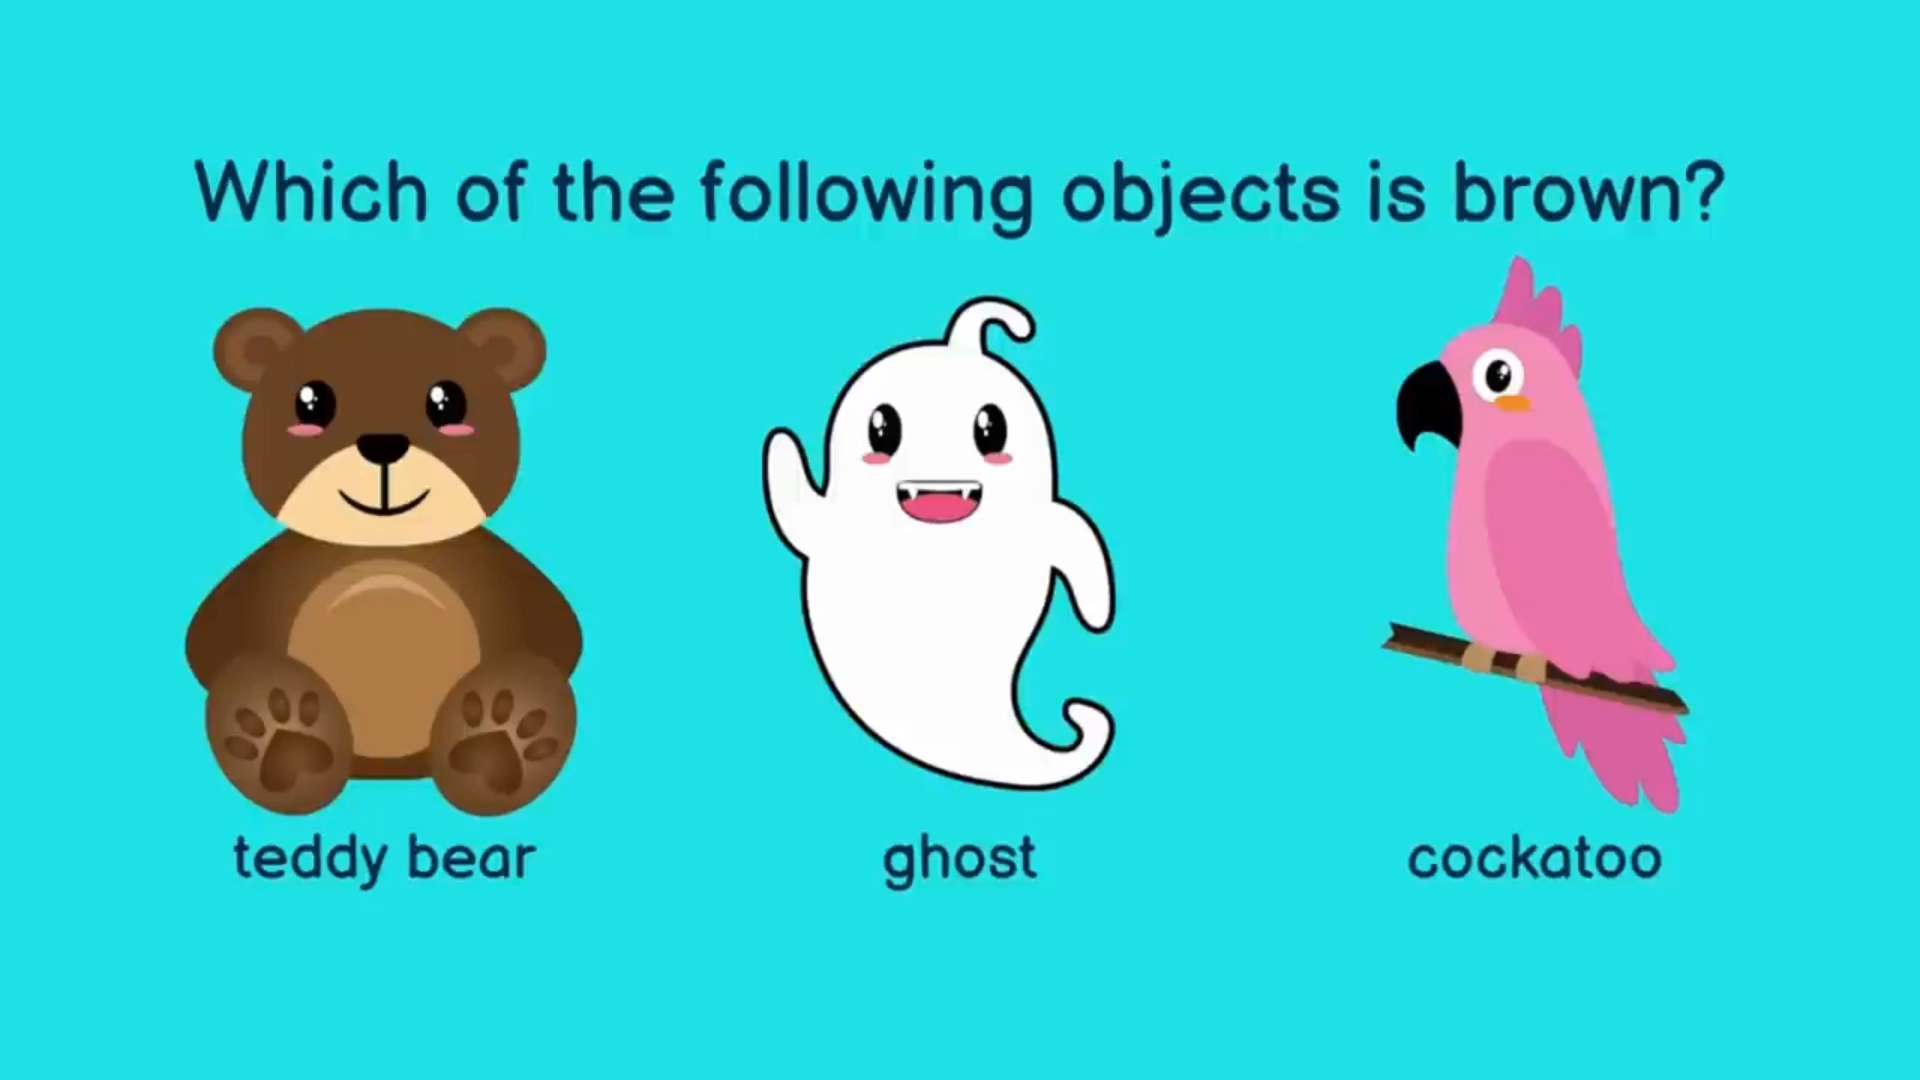 Which of the following objects is brown?
teddy bear
ghost
cockatoo